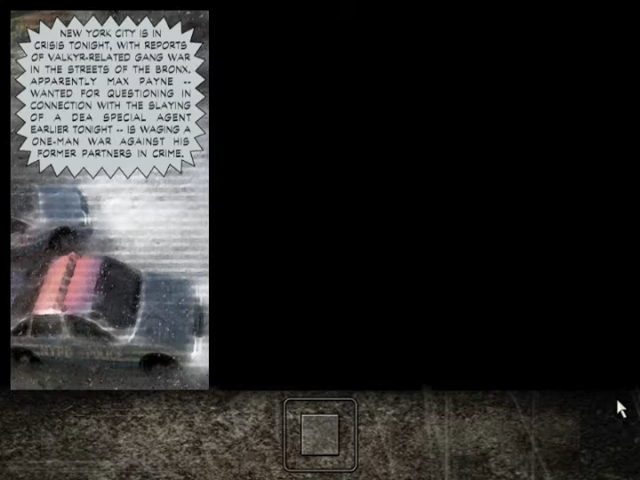 NEW YORK CITY IS IN
CRISIS TONIGHT, WITH REPORTS
OF VALKYR-RELATED GANG WAR
IN THE STREETS OF THE BRONX.
APPARENTLY MAX PAYNE --
WANTED FOR QUESTIONING IN
CONNECTION WITH THE SLAYING
OF A DEA SPECIAL AGENT
EARLIER TONIGHT -- IS WAGING A
ONE-MAN WAR AGAINST HIS
FORMER PARTNERS IN CRIME.
NYPD POLICE